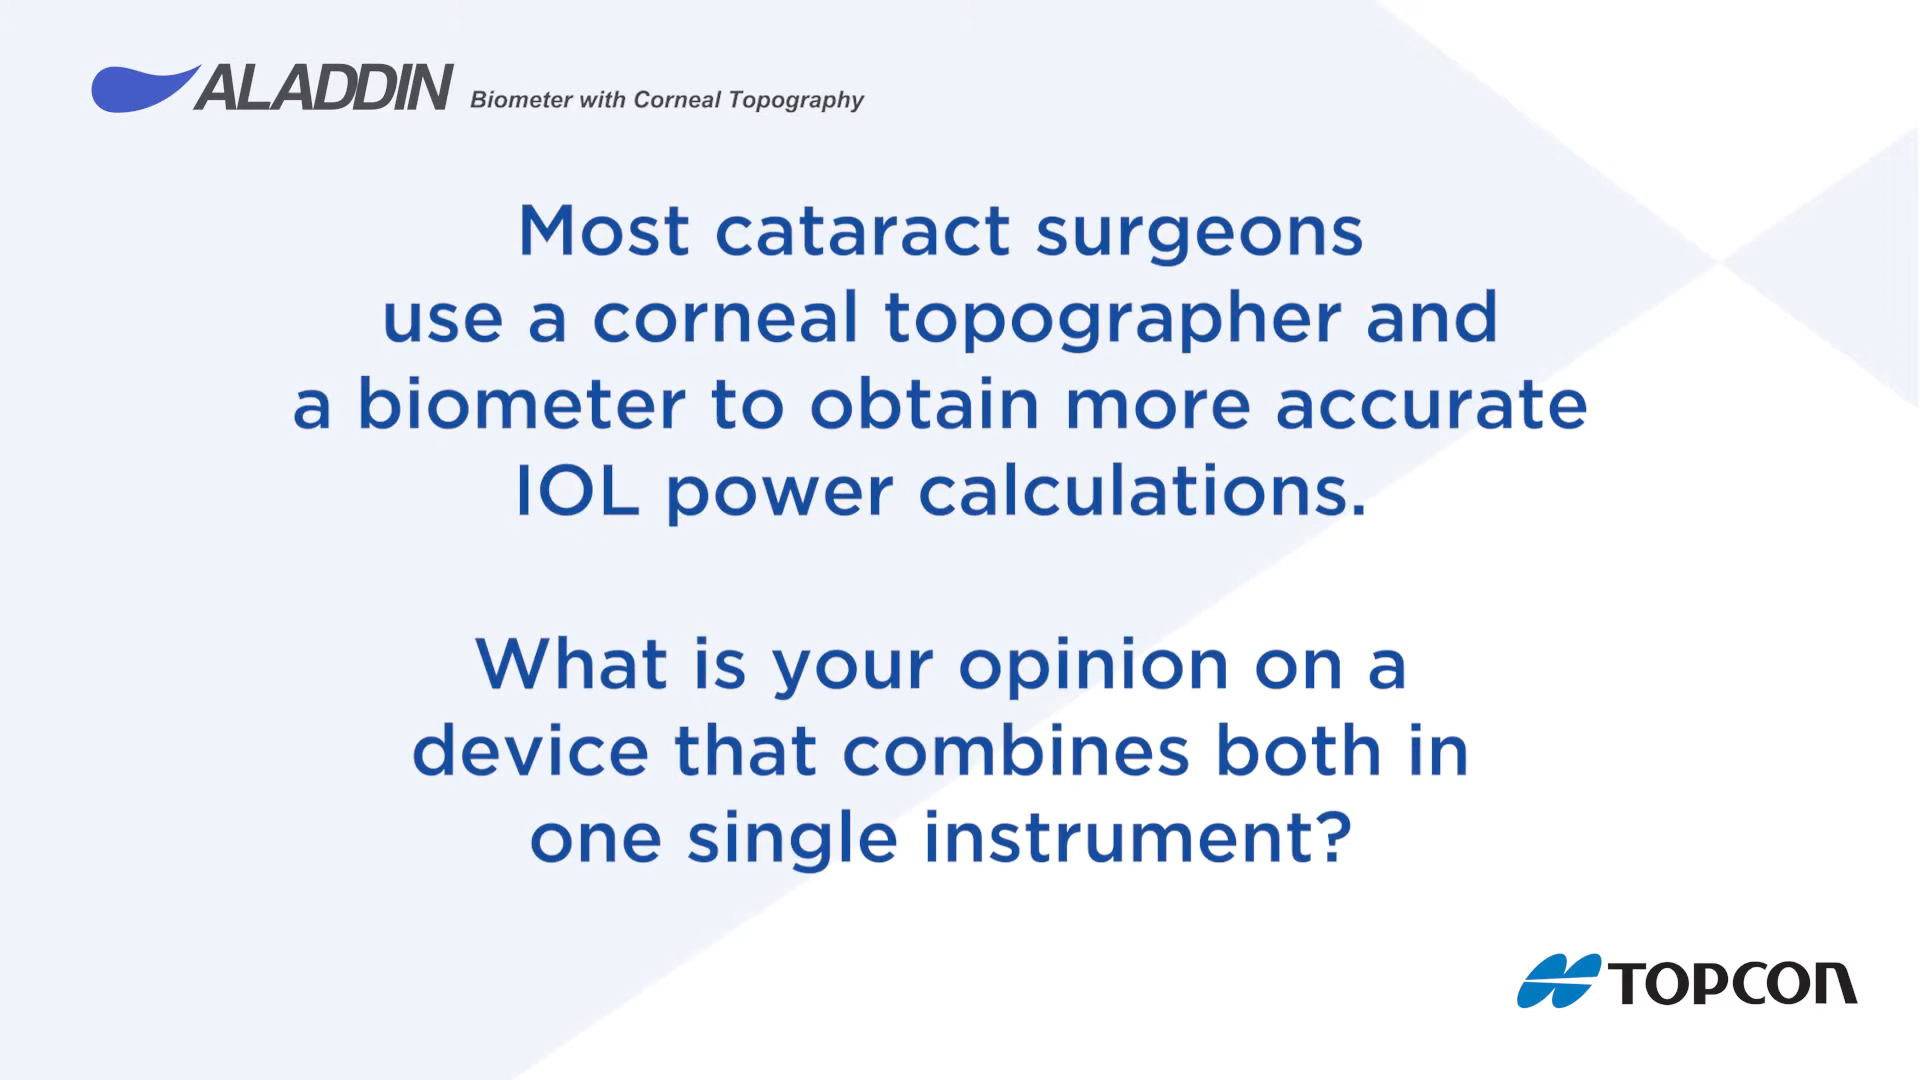 ALADDIN Biometer with Corneal Topography
Most cataract surgeons
use a corneal topographer and
a biometer to obtain more accurate
IOL power calculations.
What is your opinion on a
device that combines both in
one single instrument?
TOPCON